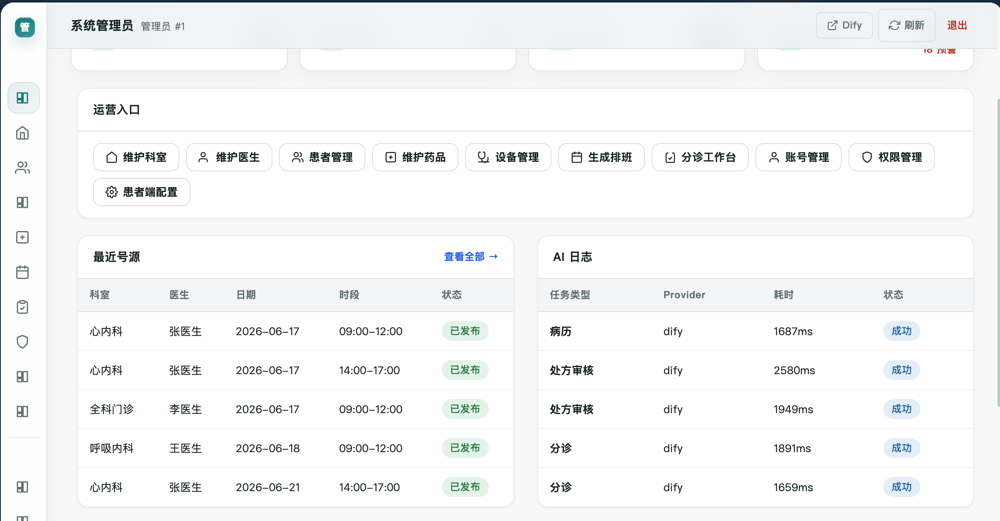 管
系统管理员 管理员 #1
Dify
刷新
退出
18 预警
运营入口
维护科室
维护医生
患者管理
维护药品
设备管理
生成排班
分诊工作台
账号管理
权限管理
患者端配置
最近号源
查看全部 →
科室 医生 日期 时段 状态
心内科 张医生 2026-06-17 09:00-12:00 已发布
心内科 张医生 2026-06-17 14:00-17:00 已发布
全科门诊 李医生 2026-06-17 09:00-12:00 已发布
呼吸内科 王医生 2026-06-18 09:00-12:00 已发布
心内科 张医生 2026-06-21 14:00-17:00 已发布
AI 日志
任务类型 Provider 耗时 状态
病历 dify 1687ms 成功
处方审核 dify 2580ms 成功
处方审核 dify 1949ms 成功
分诊 dify 1891ms 成功
分诊 dify 1659ms 成功